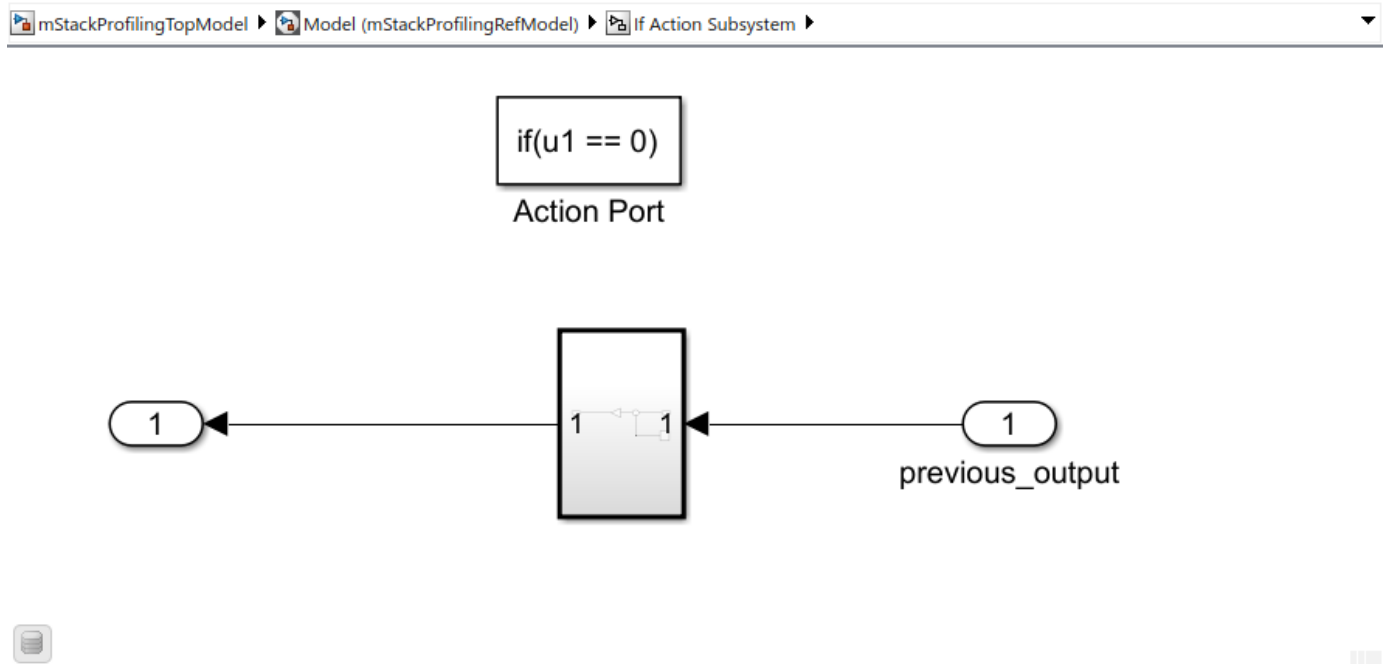 mStackProfilingTopModel Model (mStackProfilingRefModel) If Action Subsystem
if(u1 == 0)
Action Port
1 1 1 1
previous_output